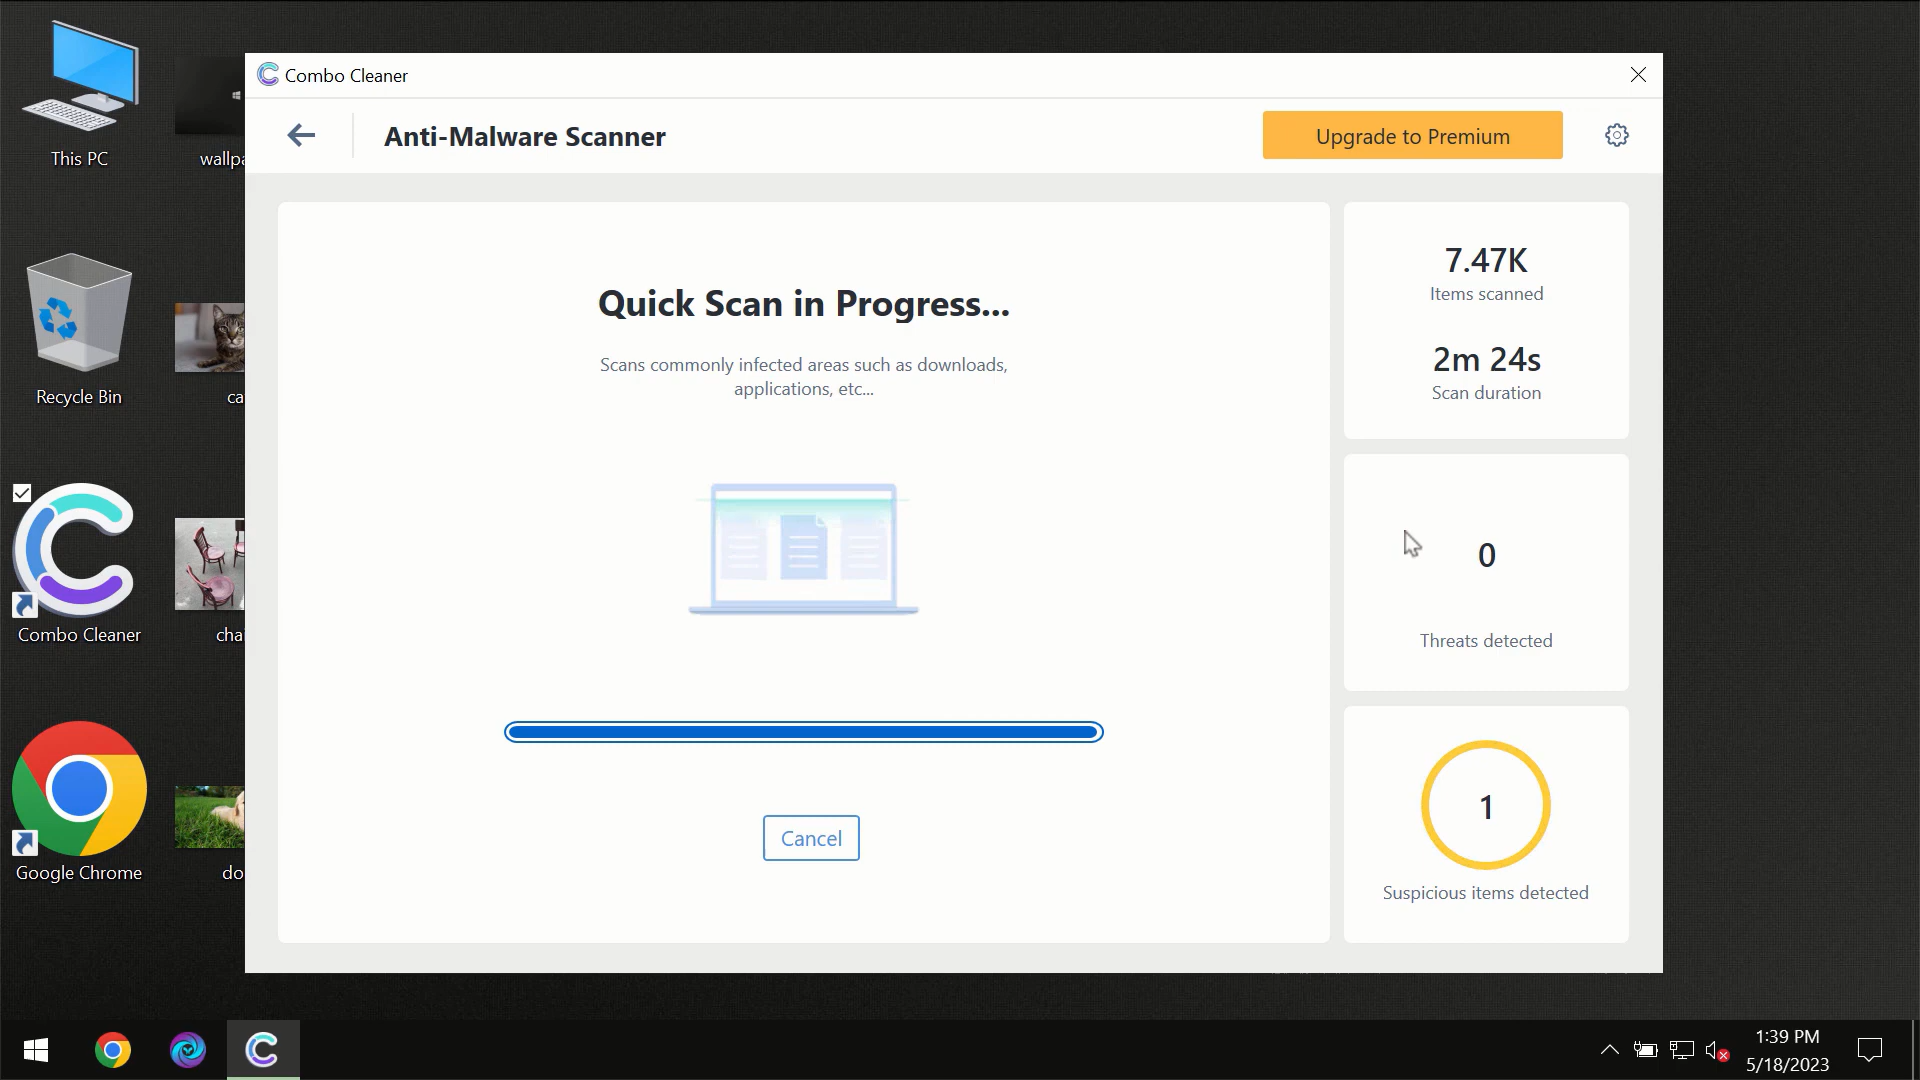 This PC
wallpa
Recycle Bin
ca
Combo Cleaner
cha
Google Chrome
do
Combo Cleaner
Anti-Malware Scanner
Upgrade to Premium
Quick Scan in Progress...
Scans commonly infected areas such as downloads,
applications, etc...
Cancel
7.47K
Items scanned
2m 24s
Scan duration
0
Threats detected
1
Suspicious items detected
1:39 PM
5/18/2023